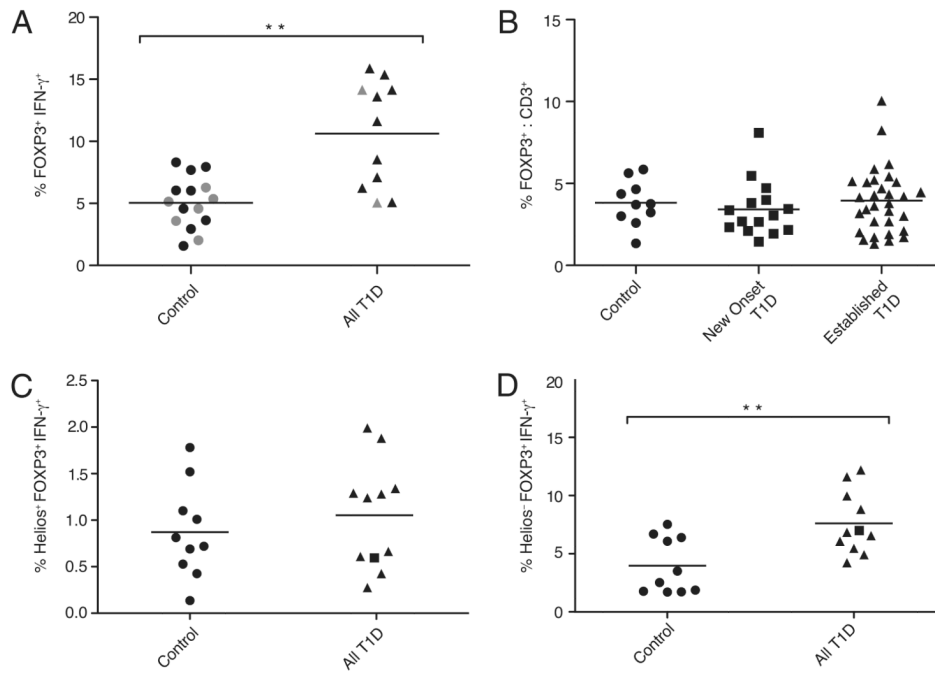 A
% FOXP3⁺ IFN-γ⁺
20
15
10
5
0
* *
Control
All T1D
B
% FOXP3⁺ : CD3⁺
15
10
5
0
Control
New Onset
T1D
Established
T1D
C
% Helios⁺ FOXP3⁺ IFN-γ⁺
2.5
2.0
1.5
1.0
0.5
0.0
Control
All T1D
D
% Helios⁻ FOXP3⁺ IFN-γ⁺
20
15
10
5
0
* *
Control
All T1D